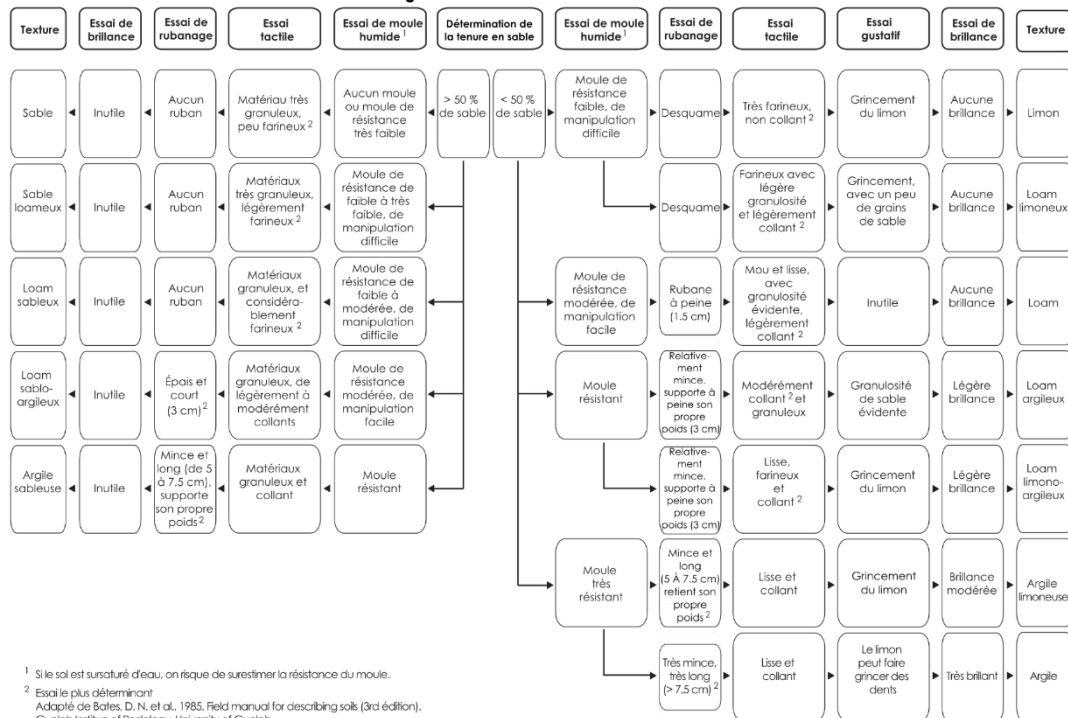 Texture
Essai de
brillance
Essai de
rubanage
Essai
tactile
Essai de moule
humide 1
Détermination de
la tenure en sable
Essai de moule
humide 1
Essai de
rubanage
Essai
tactile
Essai
gustatif
Essai de
brillance
Texture
Sable
Inutile
Aucun
ruban
Matériau très
granuleux,
peu farineux 2
Aucun moule
ou moule de
résistance
très faible
> 50 %
de sable
< 50 %
de sable
Moule de
résistance
faible, de
manipulation
difficile
Desquame
Très farineux,
non collant 2
Grincement
du limon
Aucune
brillance
Limon
Sable
loameux
Inutile
Aucun
ruban
Matériaux
très granuleux,
légèrement
farineux 2
Moule de
résistance de
faible à très
faible, de
manipulation
difficile
Desquame
Farineux avec
légère
granulosité
et légèrement
collant 2
Grincement,
avec un peu
de grains
de sable
Aucune
brillance
Loam
limoneux
Loam
sableux
Inutile
Aucun
ruban
Matériaux
granuleux, et
considéra-
blement
farineux 2
Moule de
résistance de
faible à
modérée, de
manipulation
difficile
Moule de
résistance
modérée, de
manipulation
facile
Rubane
à peine
(1.5 cm)
Mou et lisse,
avec
granulosité
évidente,
légèrement
collant 2
Inutile
Aucune
brillance
Loam
Loam
sablo-
argileux
Inutile
Épais et
court
(3 cm) 2
Matériaux
granuleux, de
légèrement à
modérément
collants
Moule de
résistance
modérée, de
manipulation
facile
Moule
résistant
Relative-
ment
mince.
supporte à
peine son
propre
poids (3 cm)
Modérément
collant 2 et
granuleux
Granulosité
de sable
évidente
Légère
brillance
Loam
argileux
Argile
sableuse
Inutile
Mince et
long (de 5
à 7,5 cm),
supporte
son propre
poids 2
Matériaux
granuleux et
collant
Moule
résistant
Relative-
ment
mince.
supporte à
peine son
propre
poids (3 cm)
Lisse,
farineux
et
collant 2
Grincement
du limon
Légère
brillance
Loam
limono-
argileux
Moule
très
résistant
Mince et
long
(5 À 7.5 cm)
retient son
propre
poids 2
Lisse et
collant
Grincement
du limon
Brillance
modérée
Argile
limoneuse
Très mince,
très long
(> 7,5 cm) 2
Lisse et
collant
Le limon
peut faire
grincer des
dents
Très brillant
Argile
1 Si le sol est sursaturé d'eau, on risque de surestimer la résistance du moule.
2 Essai le plus déterminant
Adapté de Bates, D. N. et al., 1985. Field manual for describing soils (3rd édition).